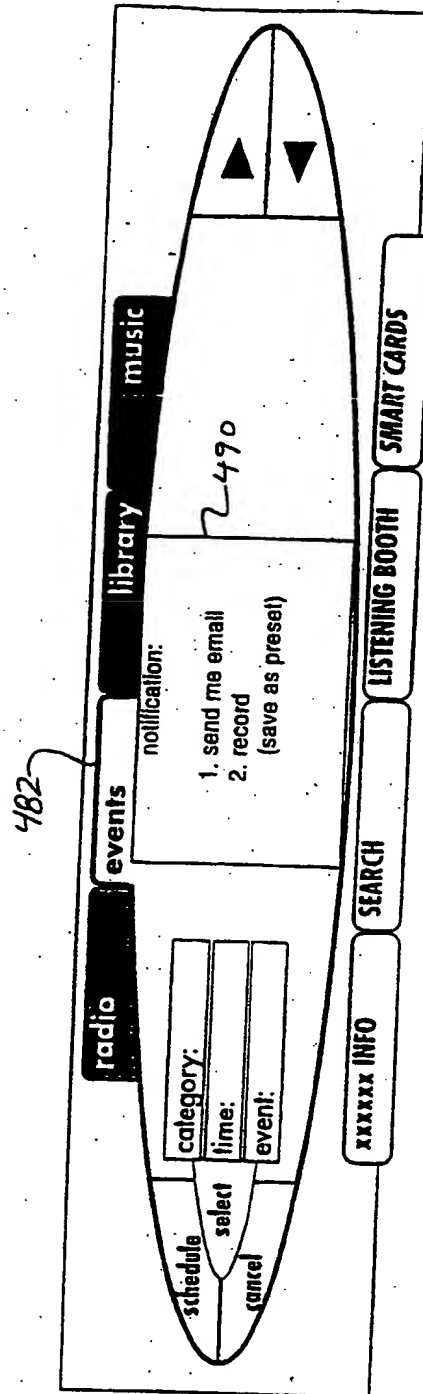 482
radio
events
library
music
schedule
select
cancel
category:
time:
event:
notification:
1. send me email
2. record
(save as preset)
490
xxxxxx INFO
SEARCH
LISTENING BOOTH
SMART CARDS